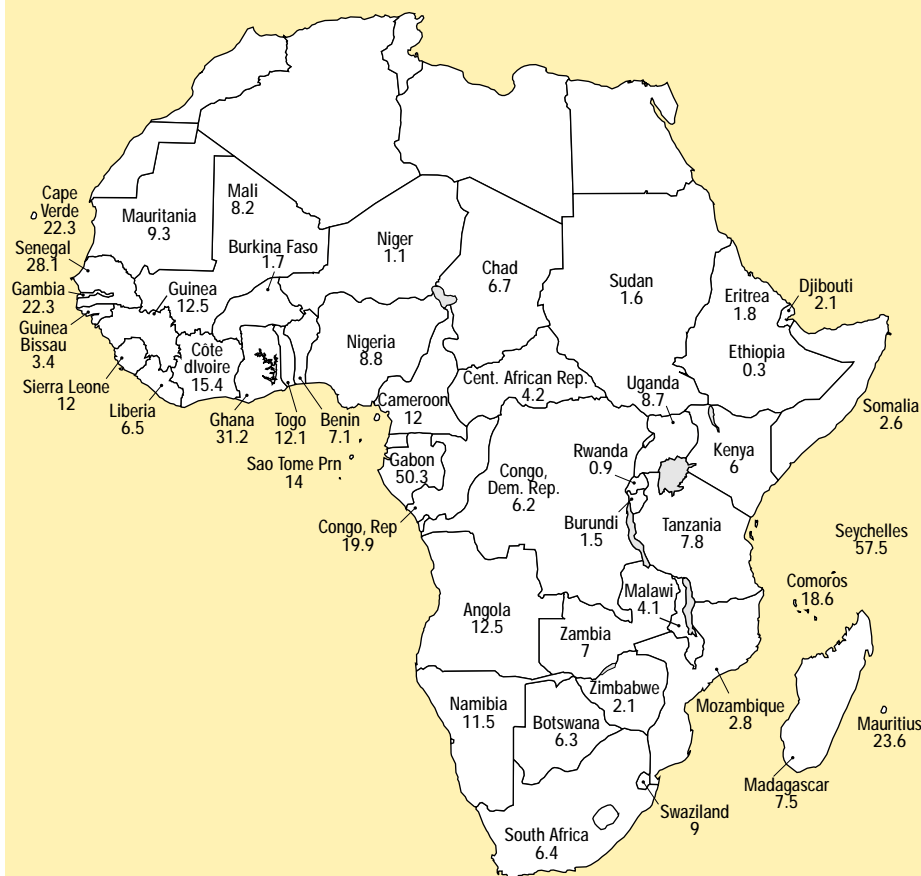 Cape
Verde
22.3
Mali
8.2
Mauritania
9.3
Burkina Faso
1.7
Niger
1.1
Senegal
28.1
Chad
6.7
Sudan
1.6
Gambia
22.3
Guinea
12.5
Eritrea
1.8
Djibouti
2.1
Guinea
Bissau
3.4
Côte
dIvoire
15.4
Nigeria
8.8
Ethiopia
0.3
Sierra Leone
12
Liberia
6.5
Ghana
31.2
Togo
12.1
Benin
7.1
Cameroon
12
Cent. African Rep.
4.2
Uganda
8.7
Somalia
2.6
Sao Tome Prn
14
Gabon
50.3
Congo,
Dem. Rep.
6.2
Rwanda
0.9
Kenya
6
Congo, Rep
19.9
Burundi
1.5
Tanzania
7.8
Seychelles
57.5
Comoros
18.6
Angola
12.5
Malawi
4.1
Zambia
7
Namibia
11.5
Zimbabwe
2.1
Botswana
6.3
Mozambique
2.8
Mauritius
23.6
Madagascar
7.5
Swaziland
9
South Africa
6.4